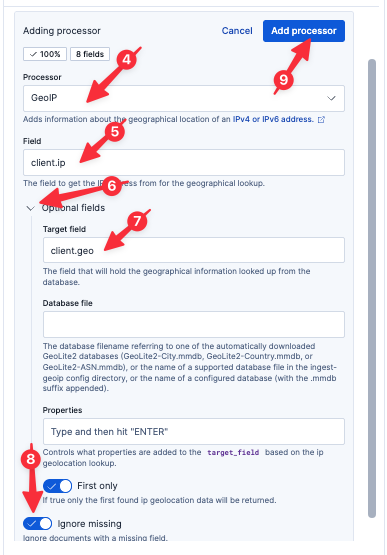 Adding processor
Cancel
Add processor
100%
8 fields
4
9
Processor
GeoIP
Adds information about the geographical location of an IPv4 or IPv6 address.
5
Field
client.ip
The field to get the IP address from for the geographical lookup.
6
Optional fields
7
Target field
client.geo
The field that will hold the geographical information looked up from the
database.
Database file
The database filename referring to one of the automatically downloaded
GeoLite2 databases (GeoLite2-City.mmdb, GeoLite2-Country.mmdb, or
GeoLite2-ASN.mmdb), or the name of a supported database file in the ingest-
geoip config directory, or the name of a configured database (with the .mmdb
suffix appended).
Properties
Type and then hit "ENTER"
8
Controls what properties are added to the target_field based on the ip
geolocation lookup.
First only
If true only the first found ip geolocation data will be returned.
Ignore missing
Ignore documents with a missing field.